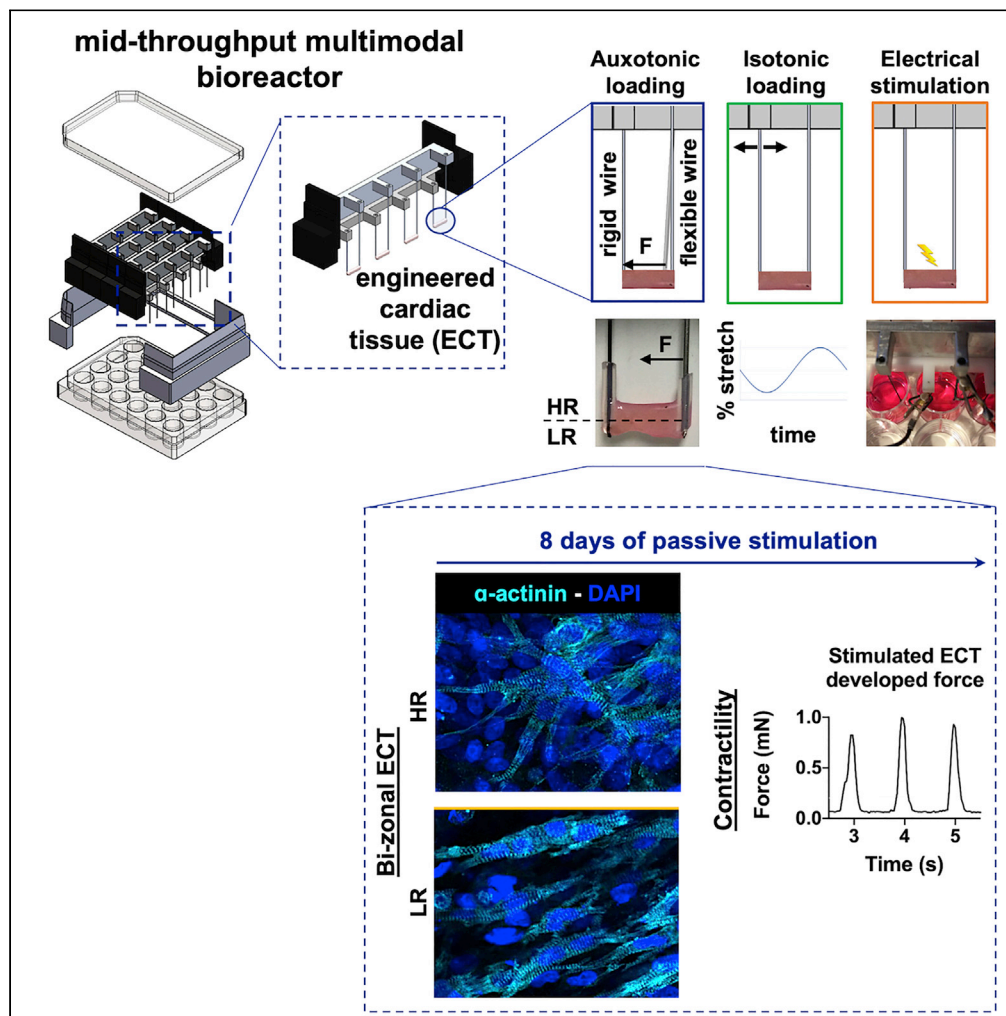 mid-throughput multimodal
bioreactor
engineered
cardiac
tissue (ECT)
Auxotonic
loading
Isotonic
loading
Electrical
stimulation
rigid wire
F
flexible wire
F
HR
LR
% stretch
time
8 days of passive stimulation
α-actinin - DAPI
Bi-zonal ECT
HR
LR
Contractility
Stimulated ECT
developed force
Force (mN)
1.0
0.5
0.0
3 4 5
Time (s)